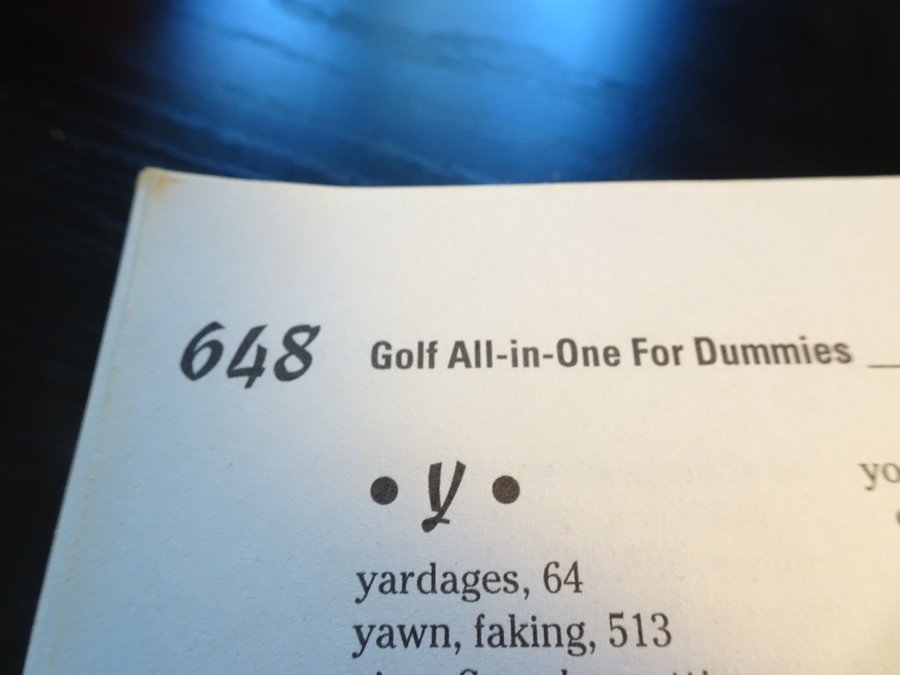 648 Golf All-in-One For Dummies
• Y •
yardages, 64
yawn, faking, 513
yo